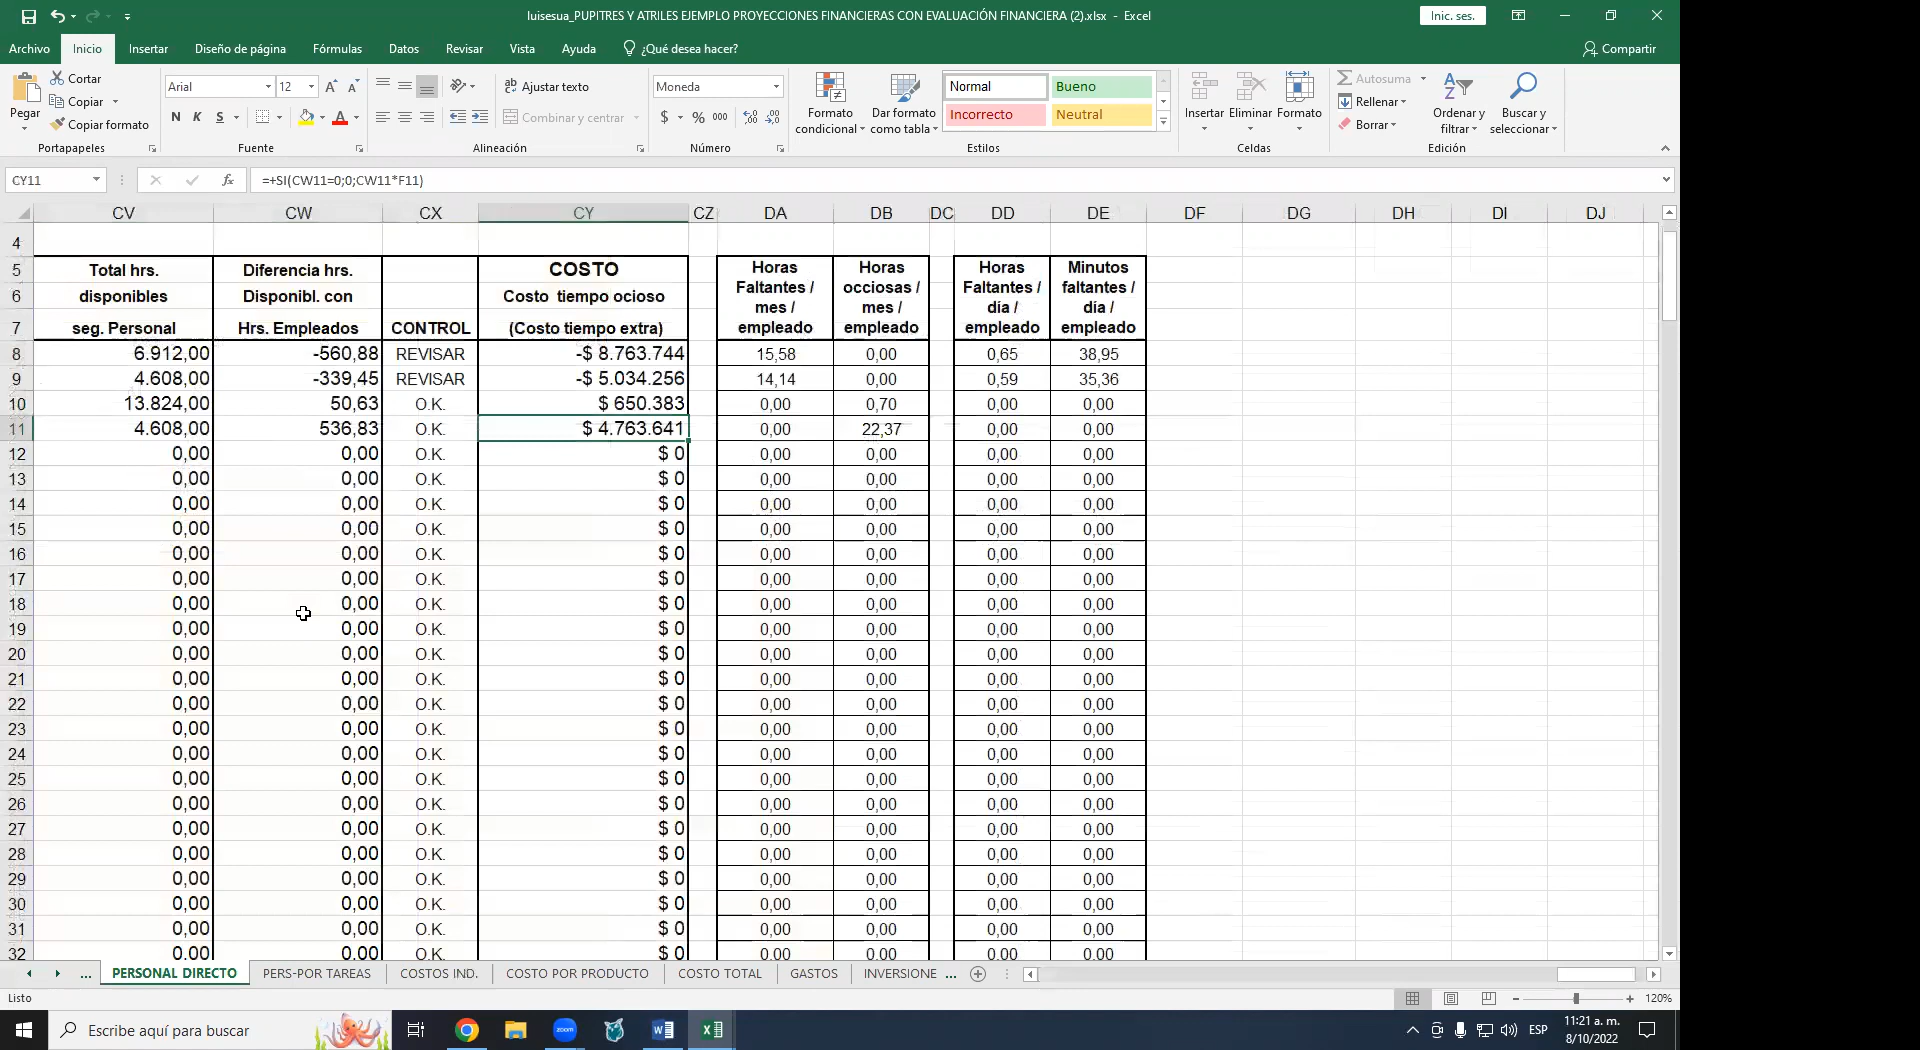 luisesua_PUPITRES Y ATRILES EJEMPLO PROYECCIONES FINANCIERAS CON EVALUACIÓN FINANCIERA (2).xlsx - Excel
Inic. ses.
Archivo Inicio Insertar Diseño de página Fórmulas Datos Revisar Vista Ayuda ¿Qué desea hacer? Compartir
Pegar
Cortar
Copiar
Copiar formato
Portapapeles
Arial 12
N K S
Fuente
Ajustar texto
Combinar y centrar
Alineación
Moneda
$ % 000
Número
Formato condicional
Dar formato como tabla
Normal Bueno
Incorrecto Neutral
Estilos
Insertar Eliminar Formato
Celdas
Autosuma
Rellenar
Borrar
Ordenar y filtrar
Buscar y seleccionar
Edición
CY11 fx =+SI(CW11=0;0;CW11*F11)
CV CW CX CY CZ DA DB DC DD DE DF DG DH DI DJ
4
5 Total hrs. Diferencia hrs. COSTO
6 disponibles Disponibl. con Costo tiempo ocioso
7 seg. Personal Hrs. Empleados CONTROL (Costo tiempo extra)
Horas Faltantes / mes / empleado
Horas occiosas / mes / empleado
Horas Faltantes / día / empleado
Minutos faltantes / día / empleado
8 6.912,00 -560,88 REVISAR -$ 8.763.744 15,58 0,00 0,65 38,95
9 4.608,00 -339,45 REVISAR -$ 5.034.256 14,14 0,00 0,59 35,36
10 13.824,00 50,63 O.K. $ 650.383 0,00 0,70 0,00 0,00
11 4.608,00 536,83 O.K. $ 4.763.641 0,00 22,37 0,00 0,00
12 0,00 0,00 O.K. $ 0 0,00 0,00 0,00 0,00
13 0,00 0,00 O.K. $ 0 0,00 0,00 0,00 0,00
14 0,00 0,00 O.K. $ 0 0,00 0,00 0,00 0,00
15 0,00 0,00 O.K. $ 0 0,00 0,00 0,00 0,00
16 0,00 0,00 O.K. $ 0 0,00 0,00 0,00 0,00
17 0,00 0,00 O.K. $ 0 0,00 0,00 0,00 0,00
18 0,00 0,00 O.K. $ 0 0,00 0,00 0,00 0,00
19 0,00 0,00 O.K. $ 0 0,00 0,00 0,00 0,00
20 0,00 0,00 O.K. $ 0 0,00 0,00 0,00 0,00
21 0,00 0,00 O.K. $ 0 0,00 0,00 0,00 0,00
22 0,00 0,00 O.K. $ 0 0,00 0,00 0,00 0,00
23 0,00 0,00 O.K. $ 0 0,00 0,00 0,00 0,00
24 0,00 0,00 O.K. $ 0 0,00 0,00 0,00 0,00
25 0,00 0,00 O.K. $ 0 0,00 0,00 0,00 0,00
26 0,00 0,00 O.K. $ 0 0,00 0,00 0,00 0,00
27 0,00 0,00 O.K. $ 0 0,00 0,00 0,00 0,00
28 0,00 0,00 O.K. $ 0 0,00 0,00 0,00 0,00
29 0,00 0,00 O.K. $ 0 0,00 0,00 0,00 0,00
30 0,00 0,00 O.K. $ 0 0,00 0,00 0,00 0,00
31 0,00 0,00 O.K. $ 0 0,00 0,00 0,00 0,00
32 0,00 0,00 O.K. $ 0 0,00 0,00 0,00 0,00
... PERSONAL DIRECTO PERS-POR TAREAS COSTOS IND. COSTO POR PRODUCTO COSTO TOTAL GASTOS INVERSIONE ...
Listo 120%
Escribe aquí para buscar
zoom
ESP
11:21 a. m.
8/10/2022